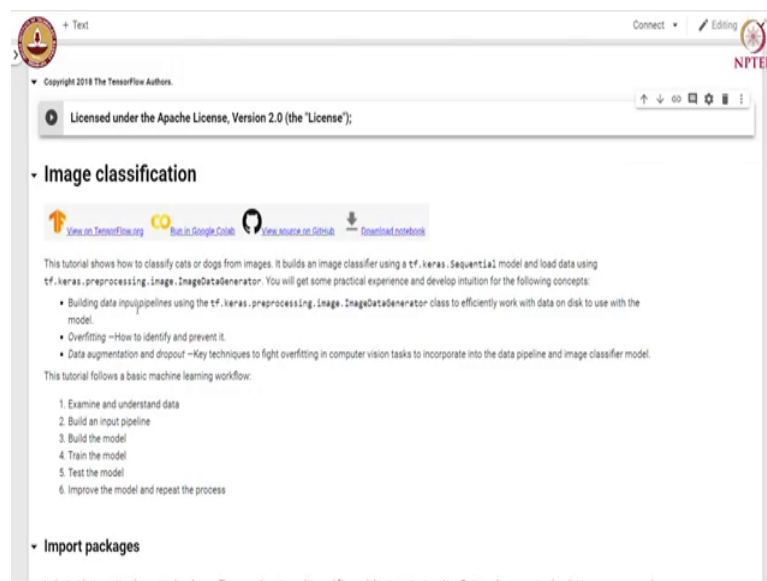 + Text
Connect
Editing
NPTEL
Copyright 2018 The TensorFlow Authors.
Licensed under the Apache License, Version 2.0 (the "License");
Image classification
View on TensorFlow.org Run in Google Colab View source on GitHub Download notebook
This tutorial shows how to classify cats or dogs from images. It builds an image classifier using a tf.keras.Sequential model and load data using
tf.keras.preprocessing.image.ImageDataGenerator. You will get some practical experience and develop intuition for the following concepts:
Building data input pipelines using the tf.keras.preprocessing.image.ImageDataGenerator class to efficiently work with data on disk to use with the
model.
Overfitting —How to identify and prevent it.
Data augmentation and dropout —Key techniques to fight overfitting in computer vision tasks to incorporate into the data pipeline and image classifier model.
This tutorial follows a basic machine learning workflow:
1. Examine and understand data
2. Build an input pipeline
3. Build the model
4. Train the model
5. Test the model
6. Improve the model and repeat the process
Import packages